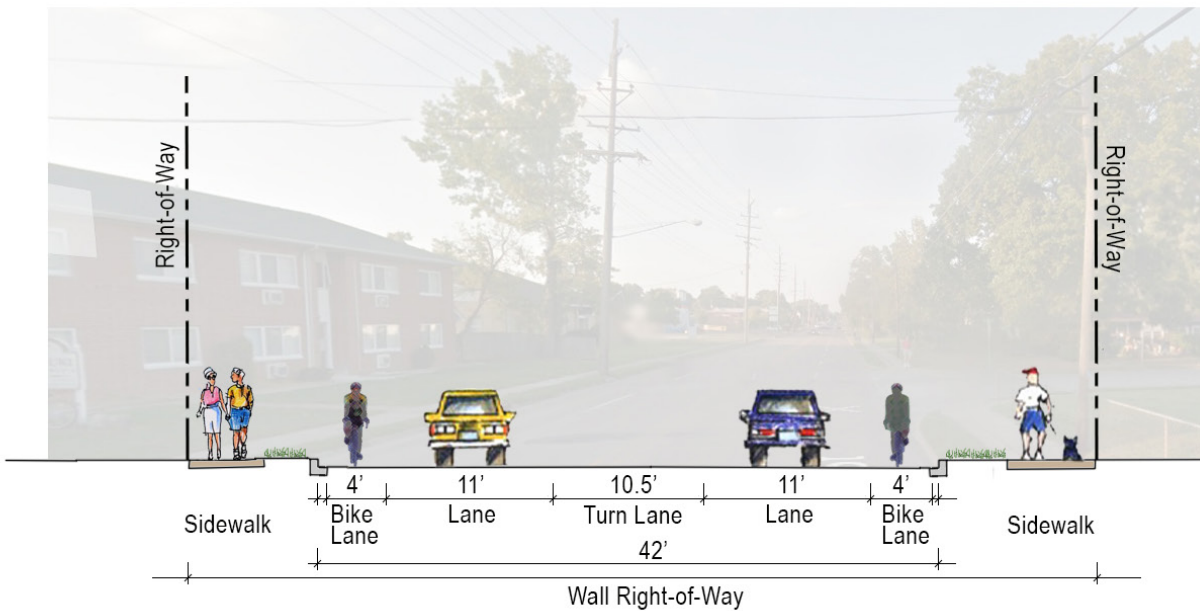 Right-of-Way
Right-of-Way
4’ 11’ 10.5’ 11’ 4’
Bike Lane
Lane
Turn Lane
Lane
Bike Lane
Sidewalk
Sidewalk
42’
Wall Right-of-Way